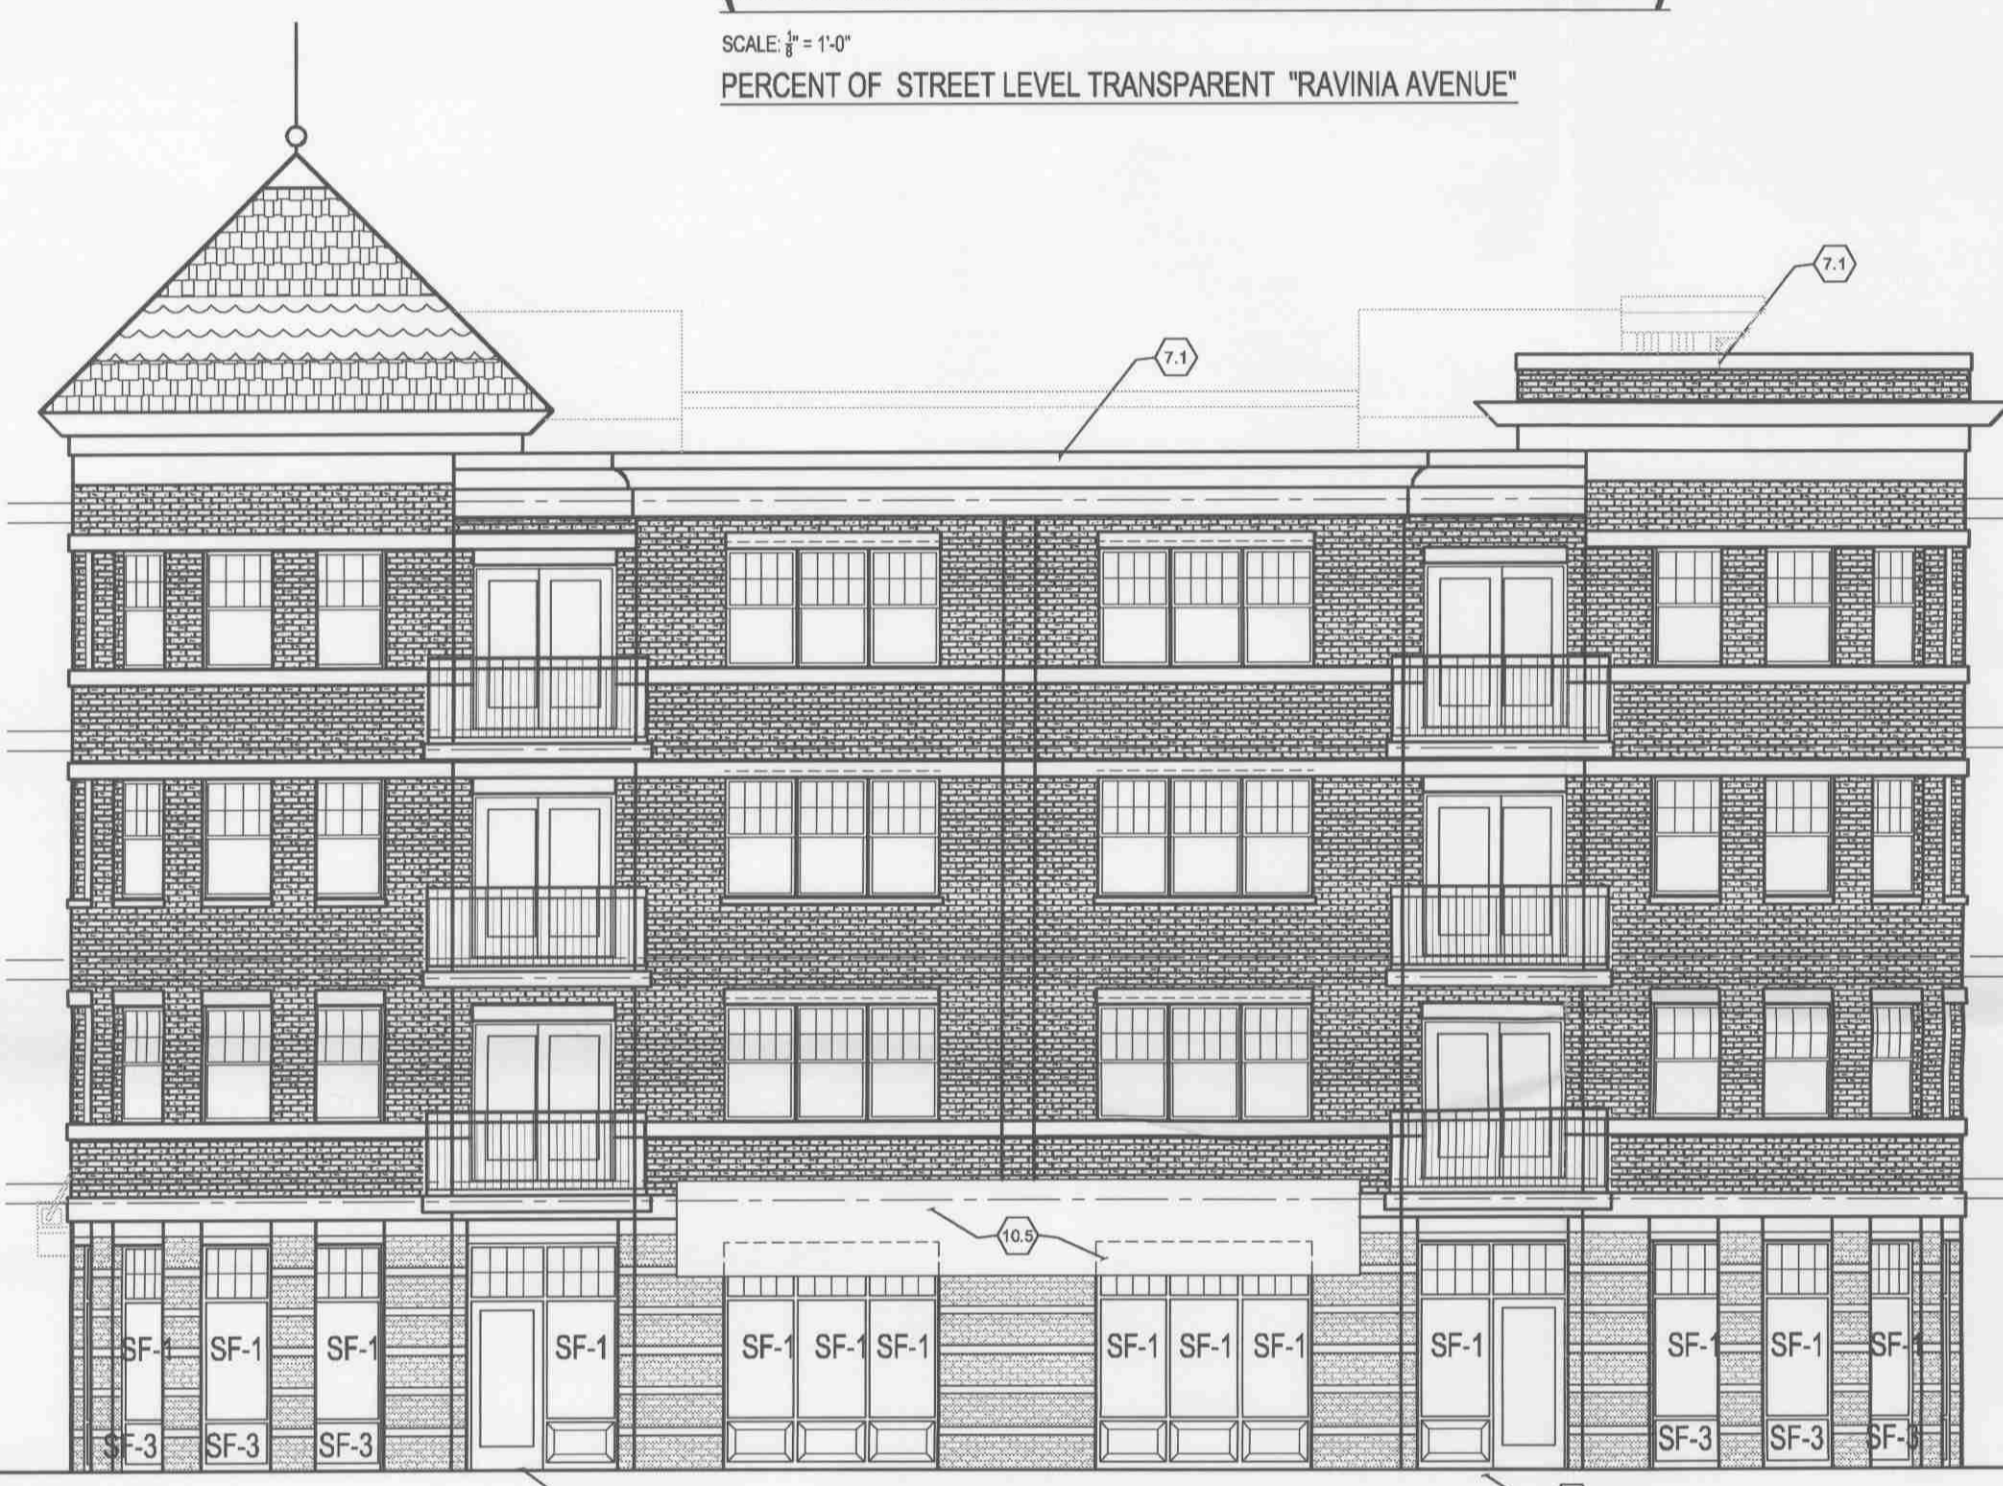 SCALE: 1/8" = 1'-0"
PERCENT OF STREET LEVEL TRANSPARENT "RAVINIA AVENUE"
7.1
7.1
10.5
SF-1 SF-1 SF-1 SF-1 SF-1 SF-1 SF-1 SF-1 SF-1 SF-1 SF-1 SF-1 SF-1 SF-1
SF-3 SF-3 SF-3 SF-3 SF-3 SF-3